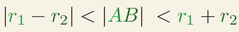 |r₁ − r₂| < |AB| < r₁ + r₂